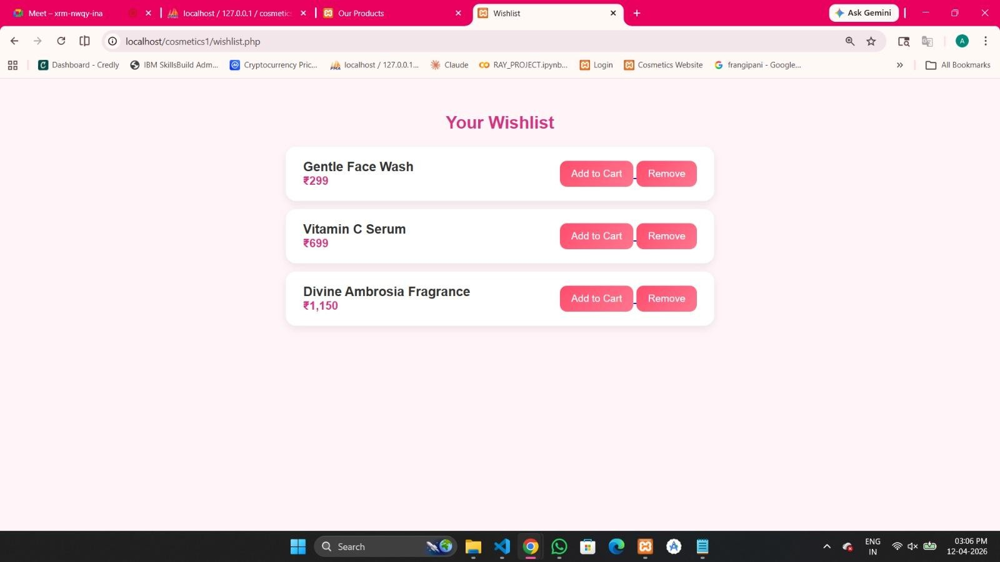 Meet – xrm-nwqy-ina
localhost / 127.0.0.1 / cosmetics
Our Products
Wishlist
Ask Gemini
localhost/cosmetics1/wishlist.php
A
Dashboard - Credly
IBM SkillsBuild Adm...
Cryptocurrency Pric...
localhost / 127.0.0.1...
Claude
RAY_PROJECT.ipynb...
Login
Cosmetics Website
frangipani - Google...
All Bookmarks
Your Wishlist
Gentle Face Wash
₹299
Add to Cart
Remove
Vitamin C Serum
₹699
Add to Cart
Remove
Divine Ambrosia Fragrance
₹1,150
Add to Cart
Remove
Search
ENG
IN
03:06 PM
12-04-2026